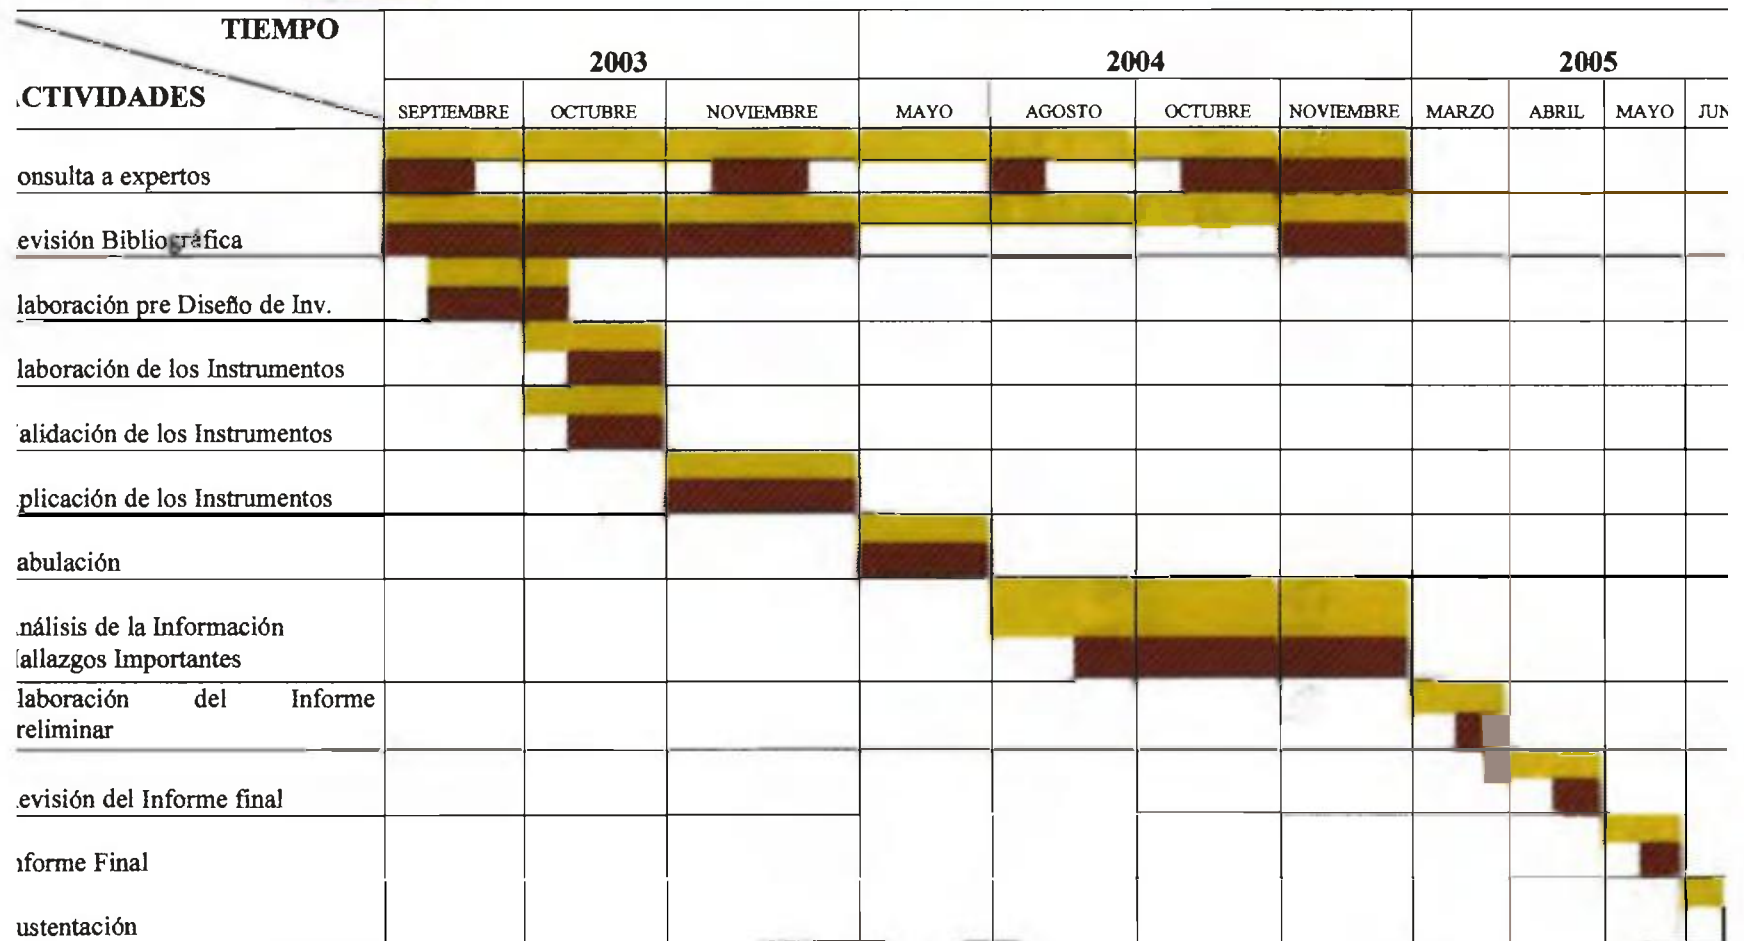 TIEMPO
2003 2004 2005
CTIVIDADES
SEPTIEMBRE OCTUBRE NOVIEMBRE MAYO AGOSTO OCTUBRE NOVIEMBRE MARZO ABRIL MAYO JUN
onsulta a expertos
evisión Bibliográfica
laboración pre Diseño de Inv.
laboración de los Instrumentos
alidación de los Instrumentos
plicación de los Instrumentos
abulación
nálisis de la Información
allazgos Importantes
laboración del Informe
reliminar
evisión del Informe final
nforme Final
ustentación